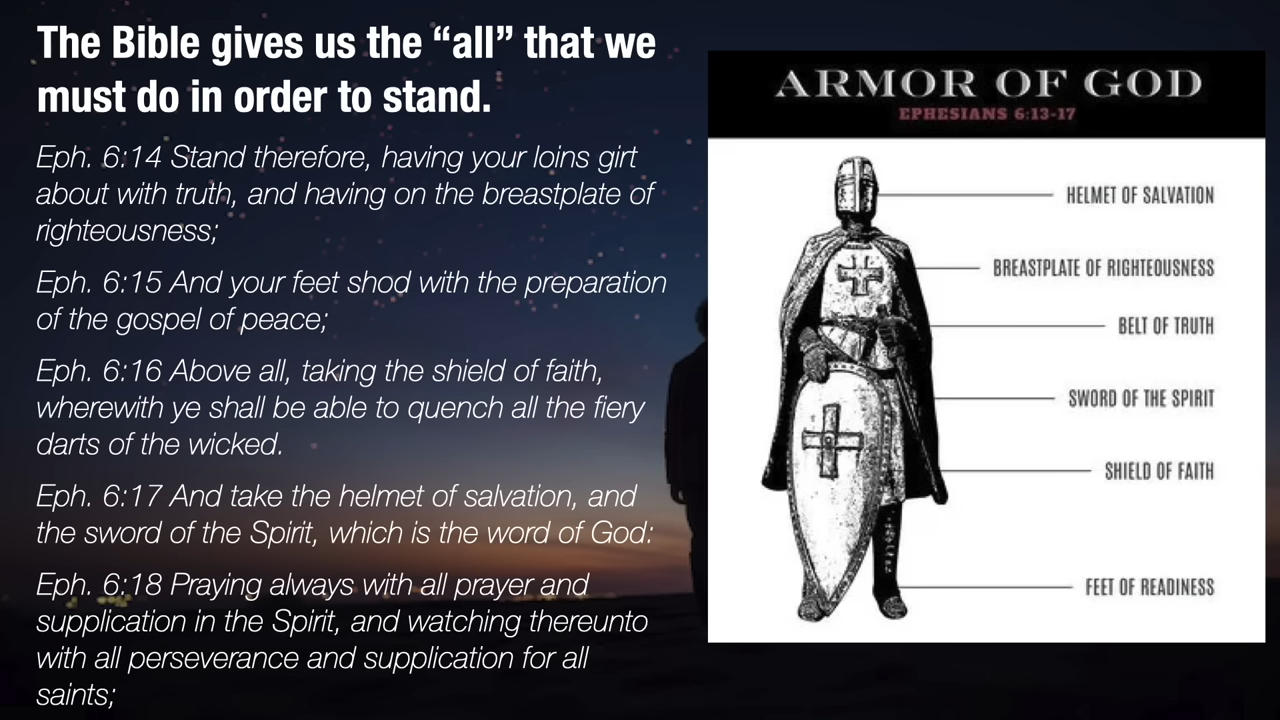 The Bible gives us the “all” that we
must do in order to stand.
Eph. 6:14 Stand therefore, having your loins girt
about with truth, and having on the breastplate of
righteousness;
Eph. 6:15 And your feet shod with the preparation
of the gospel of peace;
Eph. 6:16 Above all, taking the shield of faith,
wherewith ye shall be able to quench all the fiery
darts of the wicked.
Eph. 6:17 And take the helmet of salvation, and
the sword of the Spirit, which is the word of God:
Eph. 6:18 Praying always with all prayer and
supplication in the Spirit, and watching thereunto
with all perseverance and supplication for all
saints;
ARMOR OF GOD
EPHESIANS 6:13-17
HELMET OF SALVATION
BREASTPLATE OF RIGHTEOUSNESS
BELT OF TRUTH
SWORD OF THE SPIRIT
SHIELD OF FAITH
FEET OF READINESS